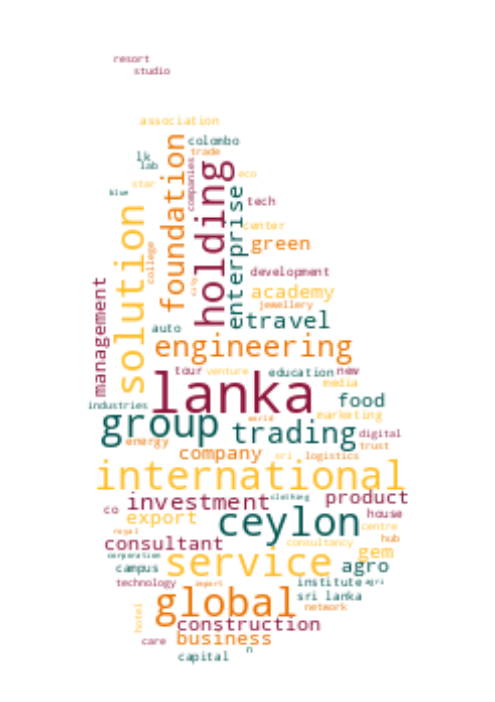 resort
studio
association
colombo
foundation
trade
lk
lab
companies
holding
eco
star
blue
enterprise
tech
solution
center
college
green
city
development
management
academy
jewellery
etravel
auto
engineering
tour
venture
education
new
lanka
media
food
industries
group
marketing
world
trading
digital
energy
trust
company
sri
logistics
international
clothing
product
investment
co
ceylon
house
export
centre
royal
hub
consultant
consultancy
corporation
gem
service
campus
agro
technology
import
institute
agri
global
sri lanka
network
hotel
construction
care
business
n
capital